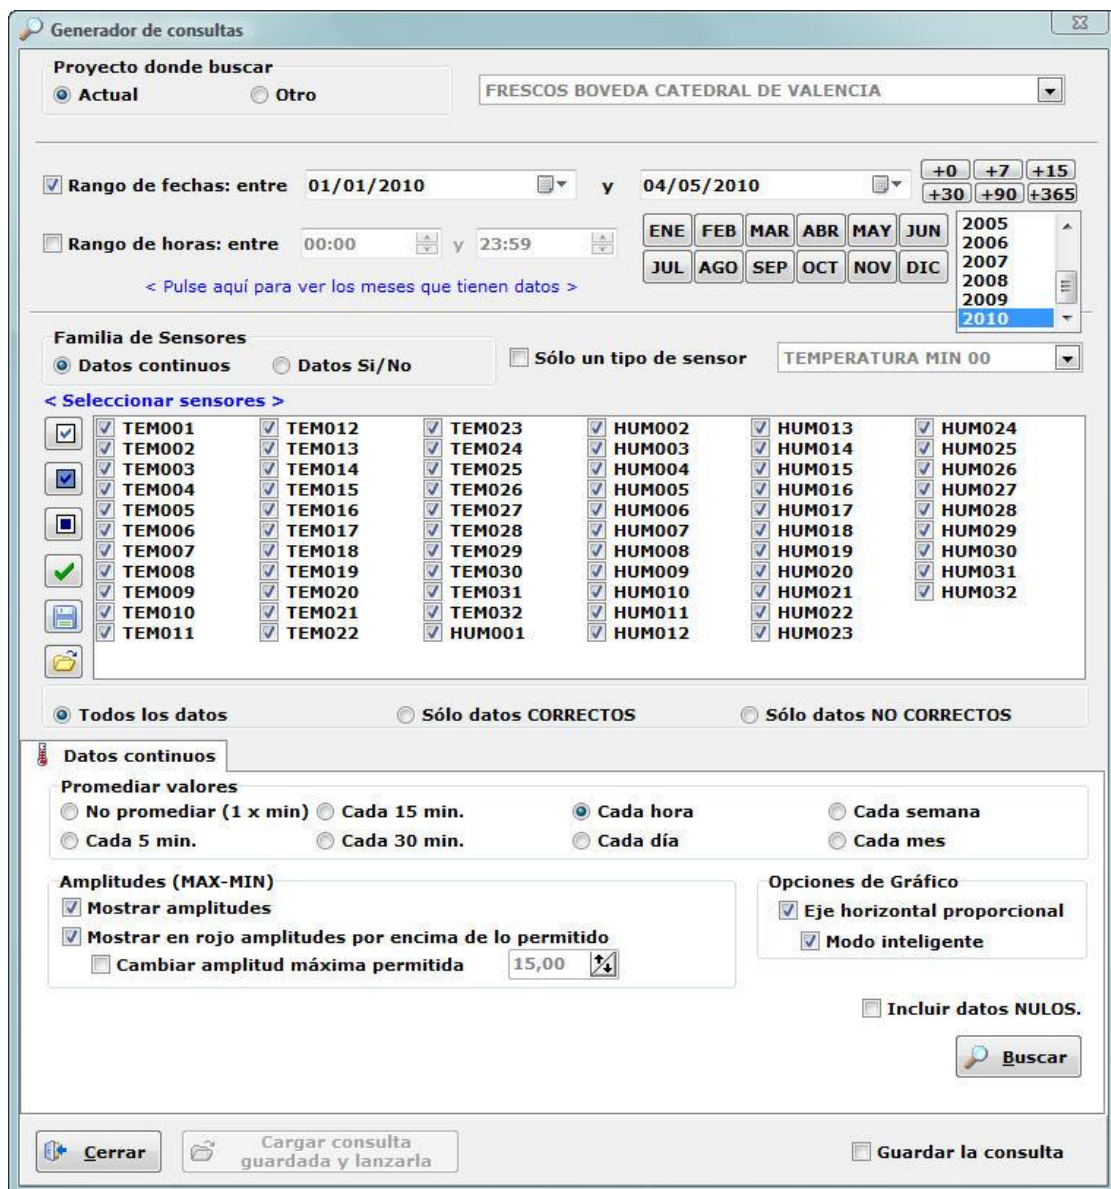 Generador de consultas
Proyecto donde buscar
Actual Otro FRESCOS BOVEDA CATEDRAL DE VALENCIA
Rango de fechas: entre 01/01/2010 y 04/05/2010 +0 +7 +15
+30 +90 +365
Rango de horas: entre 00:00 y 23:59 ENE FEB MAR ABR MAY JUN 2005
2006
JUL AGO SEP OCT NOV DIC 2007
< Pulse aquí para ver los meses que tienen datos > 2008
2009
2010
Familia de Sensores
Datos continuos Datos Si/No Sólo un tipo de sensor TEMPERATURA MIN 00
< Seleccionar sensores >
TEM001 TEM012 TEM023 HUM002 HUM013 HUM024
TEM002 TEM013 TEM024 HUM003 HUM014 HUM025
TEM003 TEM014 TEM025 HUM004 HUM015 HUM026
TEM004 TEM015 TEM026 HUM005 HUM016 HUM027
TEM005 TEM016 TEM027 HUM006 HUM017 HUM028
TEM006 TEM017 TEM028 HUM007 HUM018 HUM029
TEM007 TEM018 TEM029 HUM008 HUM019 HUM030
TEM008 TEM019 TEM030 HUM009 HUM020 HUM031
TEM009 TEM020 TEM031 HUM010 HUM021 HUM032
TEM010 TEM021 TEM032 HUM011 HUM022
TEM011 TEM022 HUM001 HUM012 HUM023
Todos los datos Sólo datos CORRECTOS Sólo datos NO CORRECTOS
Datos continuos
Promediar valores
No promediar (1 x min) Cada 15 min. Cada hora Cada semana
Cada 5 min. Cada 30 min. Cada día Cada mes
Amplitudes (MAX-MIN) Opciones de Gráfico
Mostrar amplitudes Eje horizontal proporcional
Mostrar en rojo amplitudes por encima de lo permitido Modo inteligente
Cambiar amplitud máxima permitida 15,00
Incluir datos NULOS.
Buscar
Cerrar Cargar consulta
guardada y lanzarla Guardar la consulta